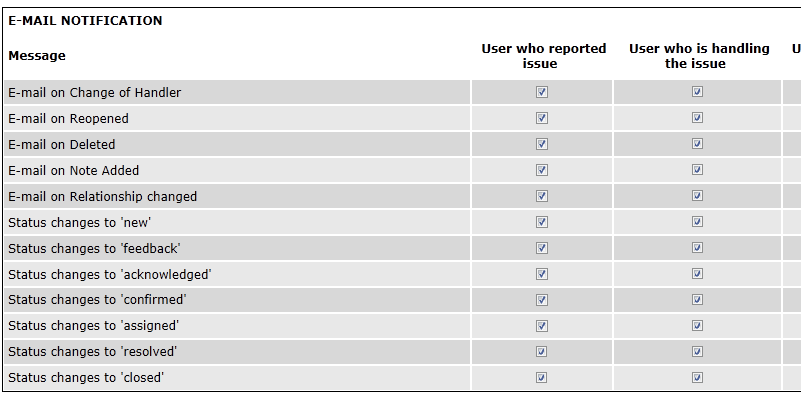 E-MAIL NOTIFICATION
Message
User who reported
issue
User who is handling
the issue
U
E-mail on Change of Handler
E-mail on Reopened
E-mail on Deleted
E-mail on Note Added
E-mail on Relationship changed
Status changes to 'new'
Status changes to 'feedback'
Status changes to 'acknowledged'
Status changes to 'confirmed'
Status changes to 'assigned'
Status changes to 'resolved'
Status changes to 'closed'